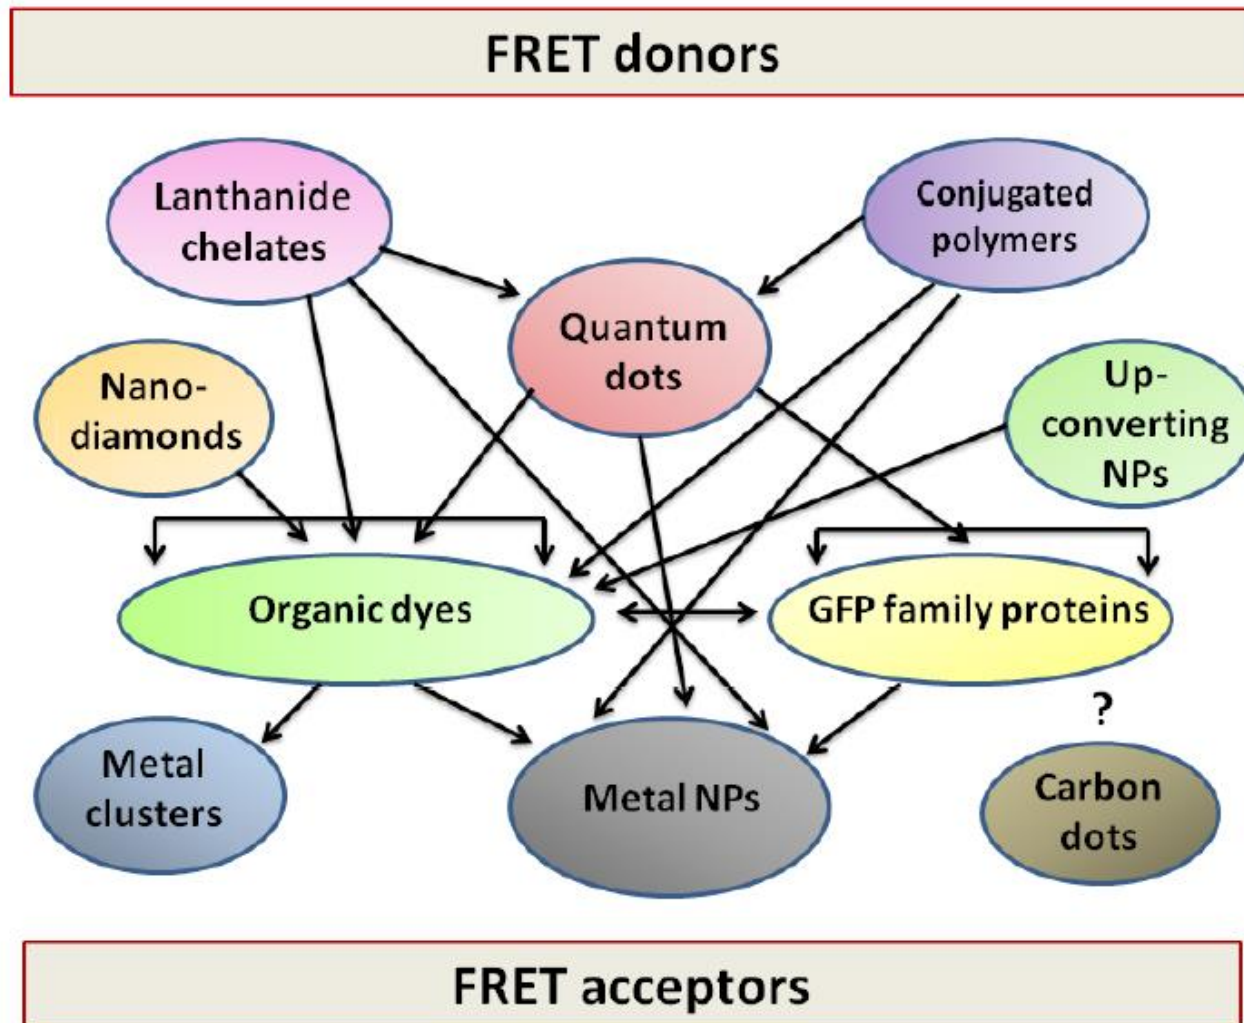 FRET donors
Lanthanide
chelates
Conjugated
polymers
Quantum
dots
Nano-
diamonds
Up-
converting
NPs
Organic dyes
GFP family proteins
?
Metal
clusters
Metal NPs
Carbon
dots
FRET acceptors